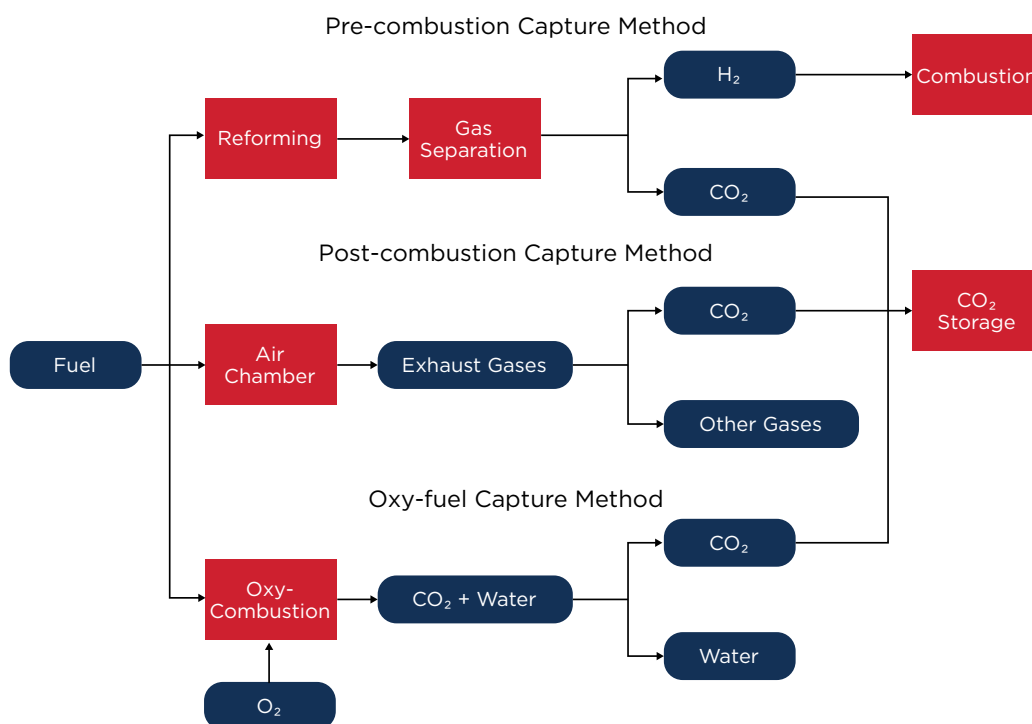 Pre-combustion Capture Method
H₂
Combustion
Reforming
Gas
Separation
CO₂
Post-combustion Capture Method
CO₂
CO₂
Storage
Fuel
Air
Chamber
Exhaust Gases
Other Gases
Oxy-fuel Capture Method
CO₂
Oxy-
Combustion
CO₂ + Water
Water
O₂